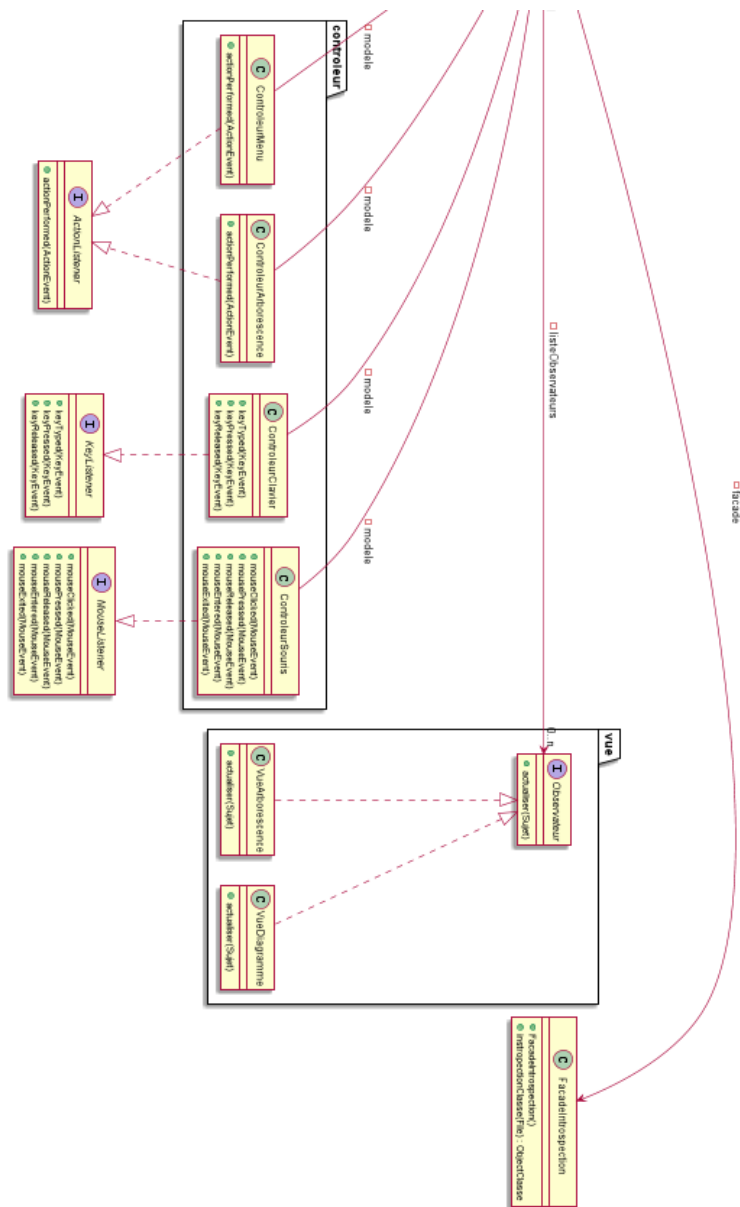 controleur
modele
ControleurMenu
actionPerformed(ActionEvent)
ActionListener
actionPerformed(ActionEvent)
modele
ControleurArborescence
actionPerformed(ActionEvent)
modele
ControleurClavier
keyTyped(KeyEvent)
keyPressed(KeyEvent)
keyReleased(KeyEvent)
KeyListener
keyTyped(KeyEvent)
keyPressed(KeyEvent)
keyReleased(KeyEvent)
modele
ControleurSouris
mouseClicked(MouseEvent)
mousePressed(MouseEvent)
mouseReleased(MouseEvent)
mouseEntered(MouseEvent)
mouseExited(MouseEvent)
MouseListener
mouseClicked(MouseEvent)
mousePressed(MouseEvent)
mouseReleased(MouseEvent)
mouseEntered(MouseEvent)
mouseExited(MouseEvent)
listeObservateurs
facade
vue
0..n
Observateur
actualiser(Sujet)
VueArborescence
actualiser(Sujet)
VueDiagramme
actualiser(Sujet)
FacadeIntrospection
FacadeIntrospection()
instropectionClasse(File) : ObjectClasse